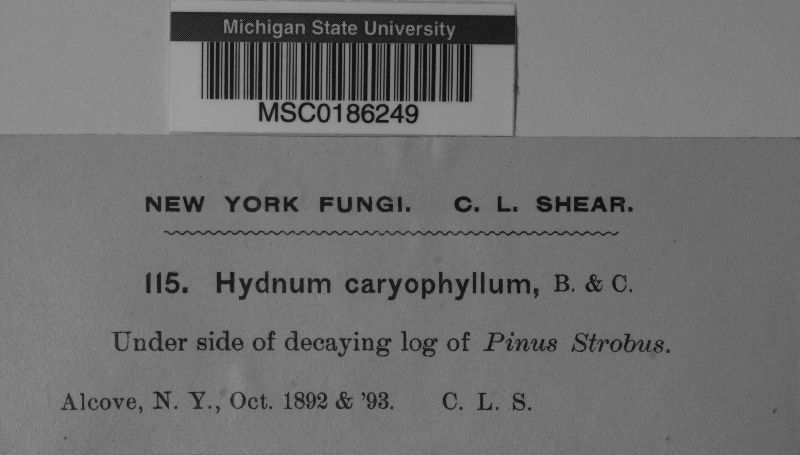 Michigan State University
MSC0186249
NEW YORK FUNGI. C. L. SHEAR.
115. Hydnum caryophyllum, B. & C.
Under side of decaying log of Pinus Strobus.
Alcove, N. Y., Oct. 1892 & '93. C. L. S.